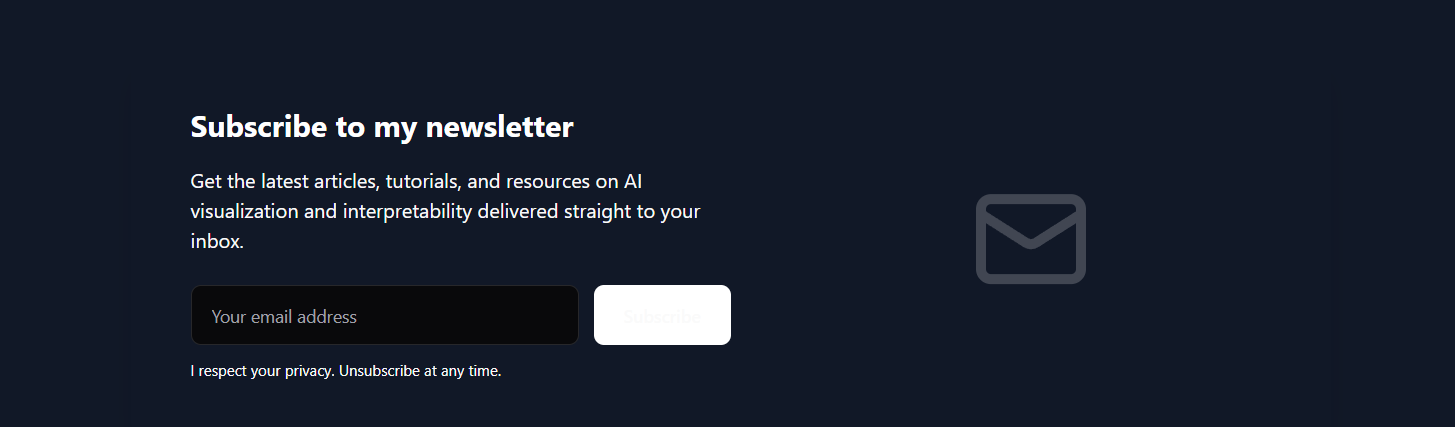 Subscribe to my newsletter
Get the latest articles, tutorials, and resources on AI
visualization and interpretability delivered straight to your
inbox.
Your email address
Subscribe
I respect your privacy. Unsubscribe at any time.